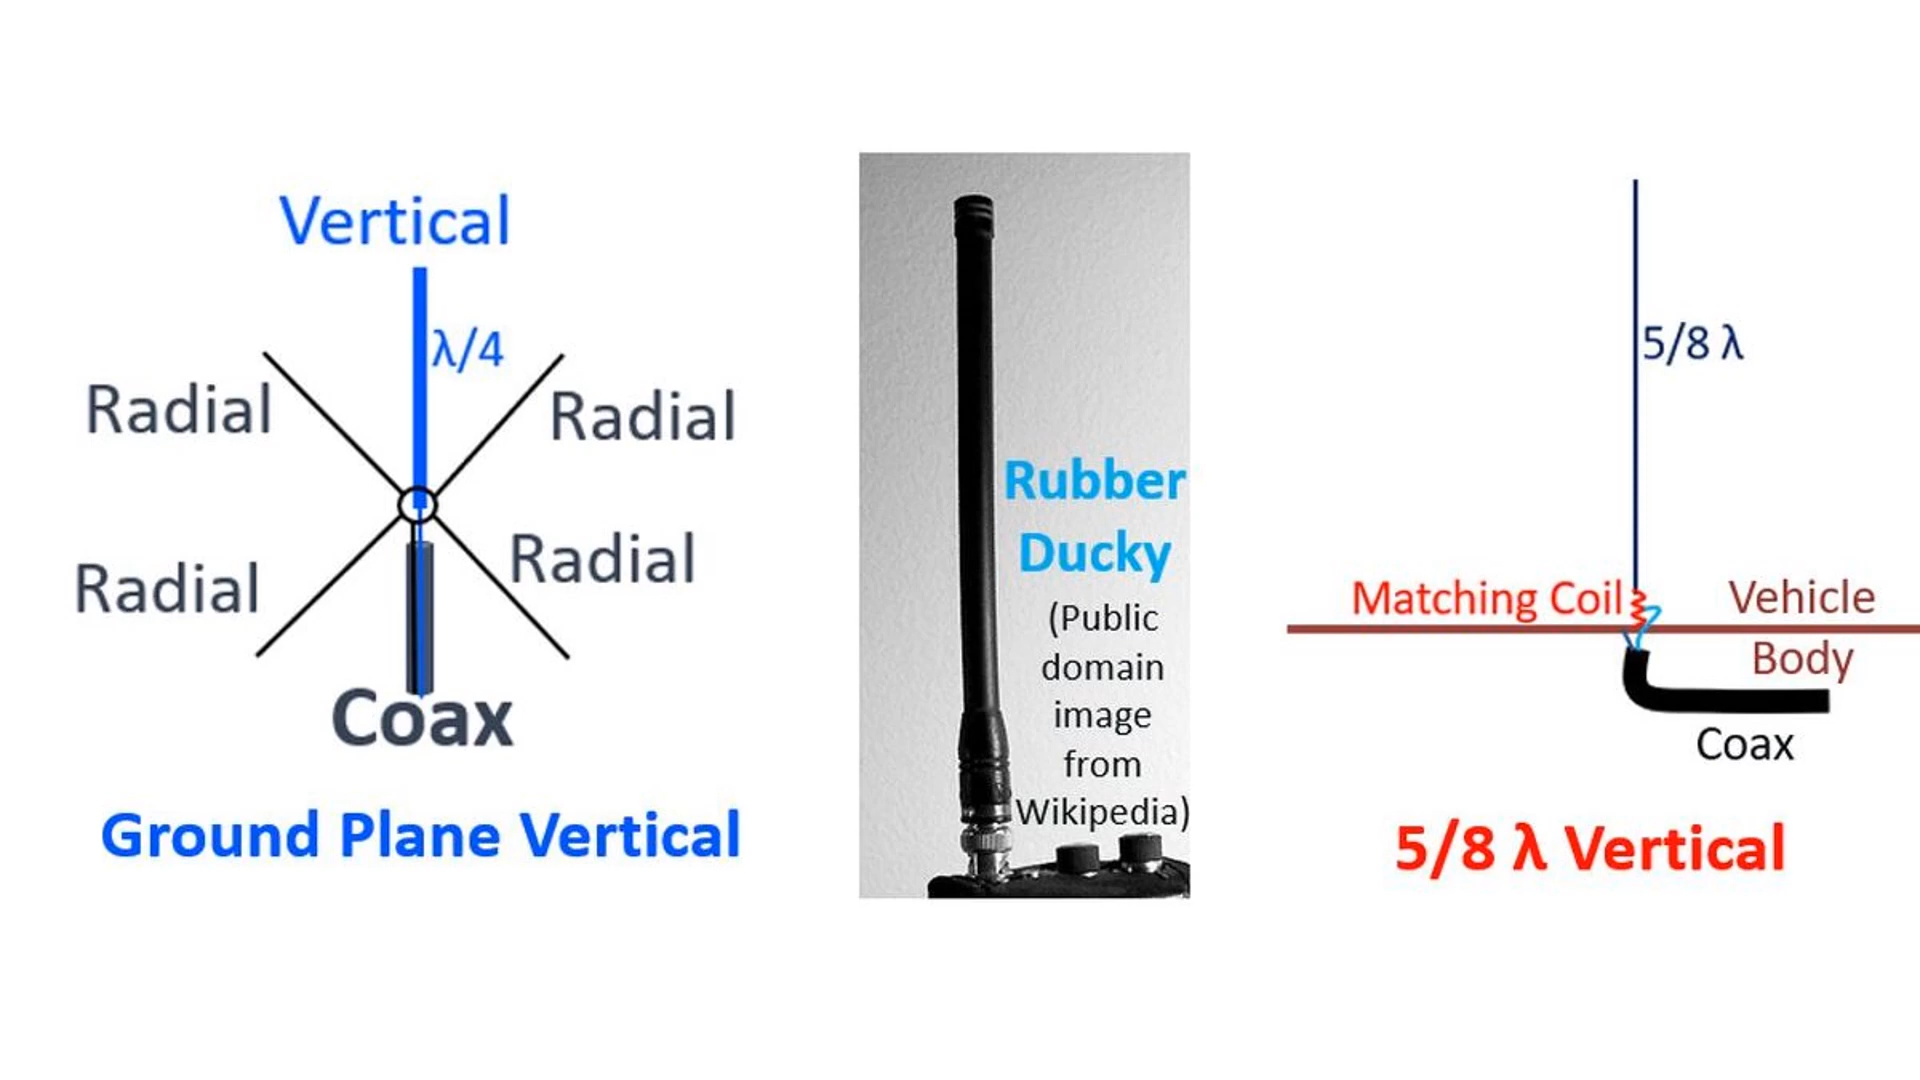 Vertical
λ/4
Radial
Radial
Radial
Radial
Coax
Ground Plane Vertical
Rubber
Ducky
(Public
domain
image
from
Wikipedia)
5/8 λ
Matching Coil
Vehicle
Body
Coax
5/8 λ Vertical